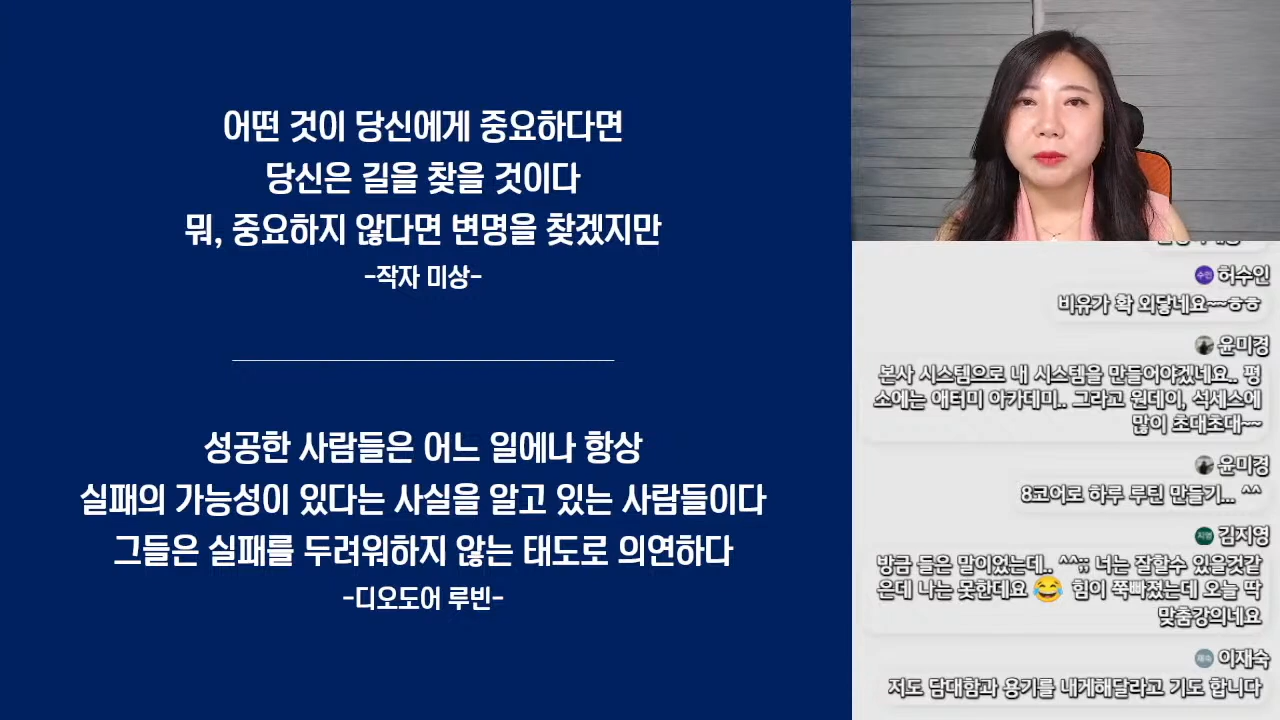 어떤 것이 당신에게 중요하다면
당신은 길을 찾을 것이다
뭐, 중요하지 않다면 변명을 찾겠지만
-작자 미상-
성공한 사람들은 어느 일에나 항상
실패의 가능성이 있다는 사실을 알고 있는 사람들이다
그들은 실패를 두려워하지 않는 태도로 의연하다
-디오도어 루빈-
수인 허수인
비유가 확 와닿네요~~ㅎㅎ
윤미경
본사 시스템으로 내 시스템을 만들어야겠네요.. 평
소에는 애터미 아카데미.. 그라고 원데이, 석세스에
많이 초대초대~~
윤미경
8코어로 하루 루틴 만들기... ^^
지영 김지영
방금 들은 말이었는데.. ^^;; 너는 잘할수 있을것같
은데 나는 못한데요 😂 힘이 쭉빠졌는데 오늘 딱
맞춤강의네요
재숙 이재숙
저도 담대함과 용기를 내게해달라고 기도 합니다